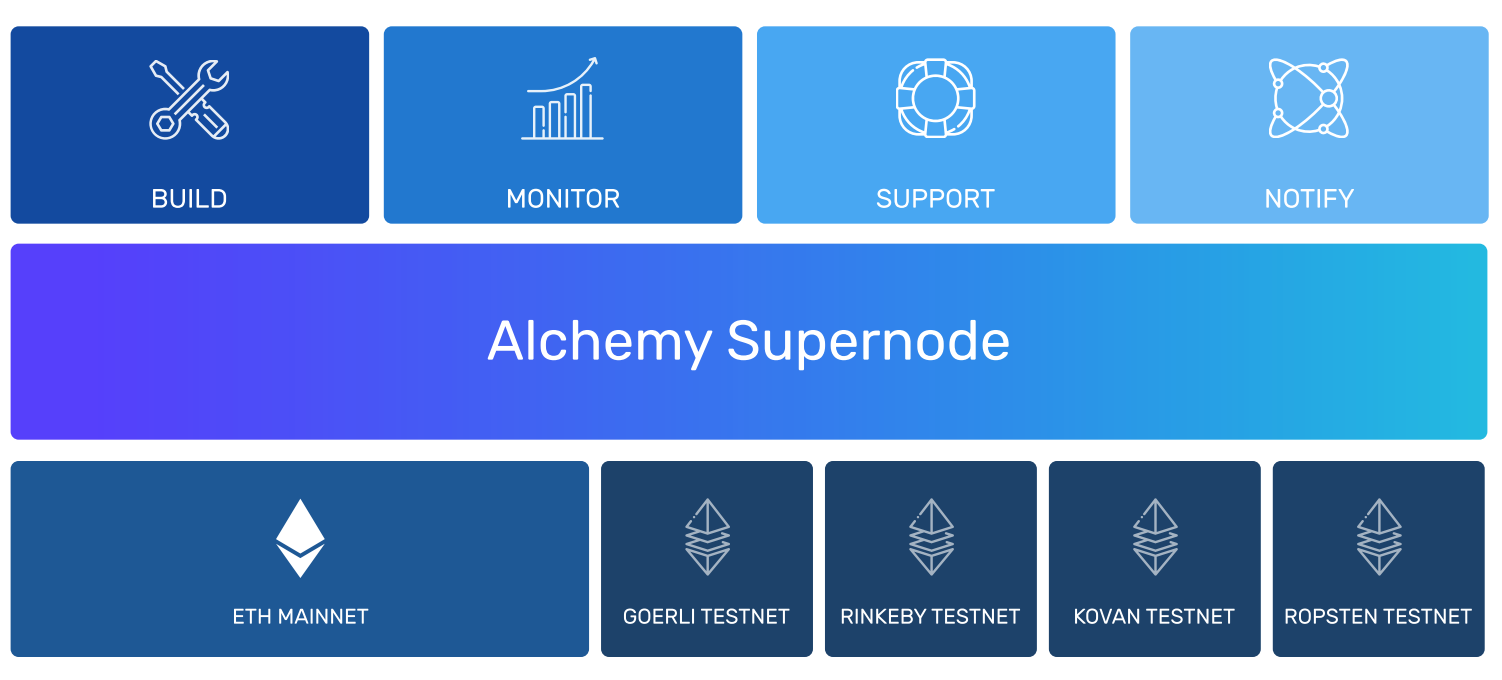 BUILD
MONITOR
SUPPORT
NOTIFY
Alchemy Supernode
ETH MAINNET
GOERLI TESTNET
RINKEBY TESTNET
KOVAN TESTNET
ROPSTEN TESTNET